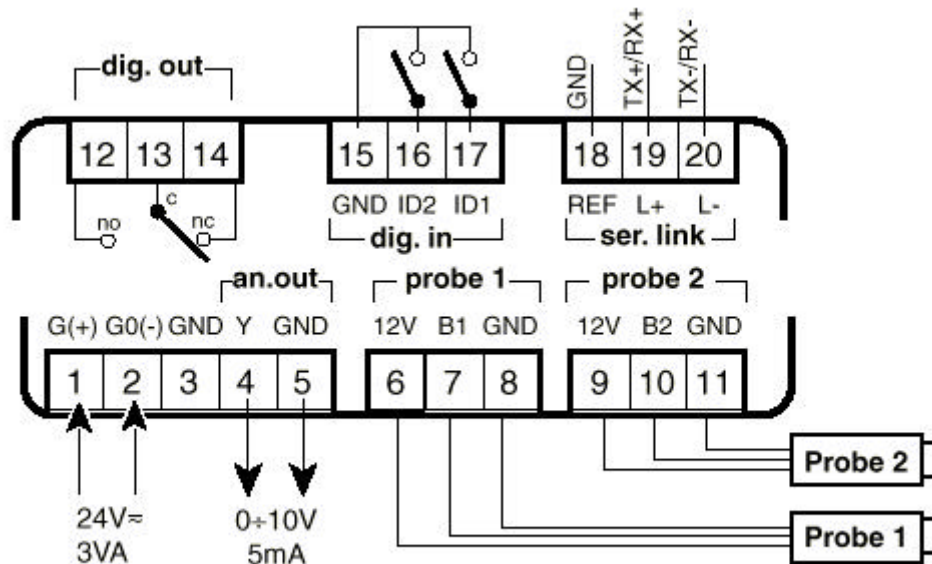 dig. out
GND TX+/RX+ TX-/RX-
12 13 14 15 16 17 18 19 20
no c nc
GND ID2 ID1 REF L+ L-
dig. in ser. link
an.out probe 1 probe 2
G(+) G0(-) GND Y GND 12V B1 GND 12V B2 GND
1 2 3 4 5 6 7 8 9 10 11
Probe 2
24V≂ 0÷10V
3VA 5mA
Probe 1